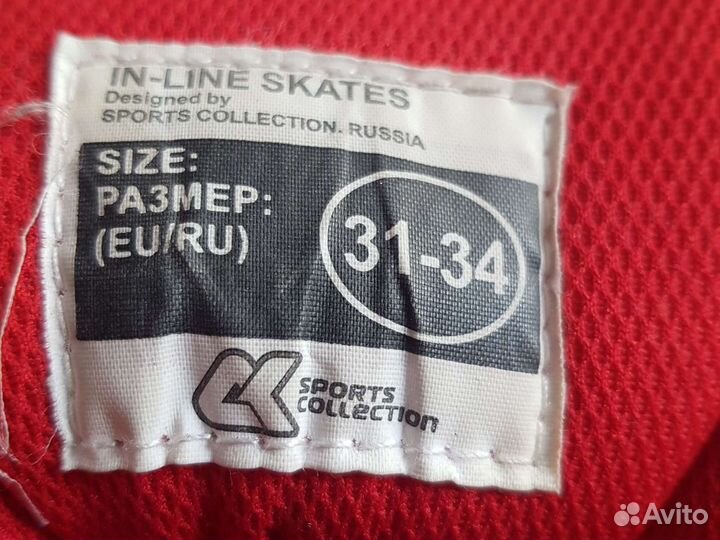 IN-LINE SKATES
Designed by
SPORTS COLLECTION. RUSSIA
SIZE:
РАЗМЕР:
(EU/RU)
31-34
SPORTS
COLLECTION
Avito